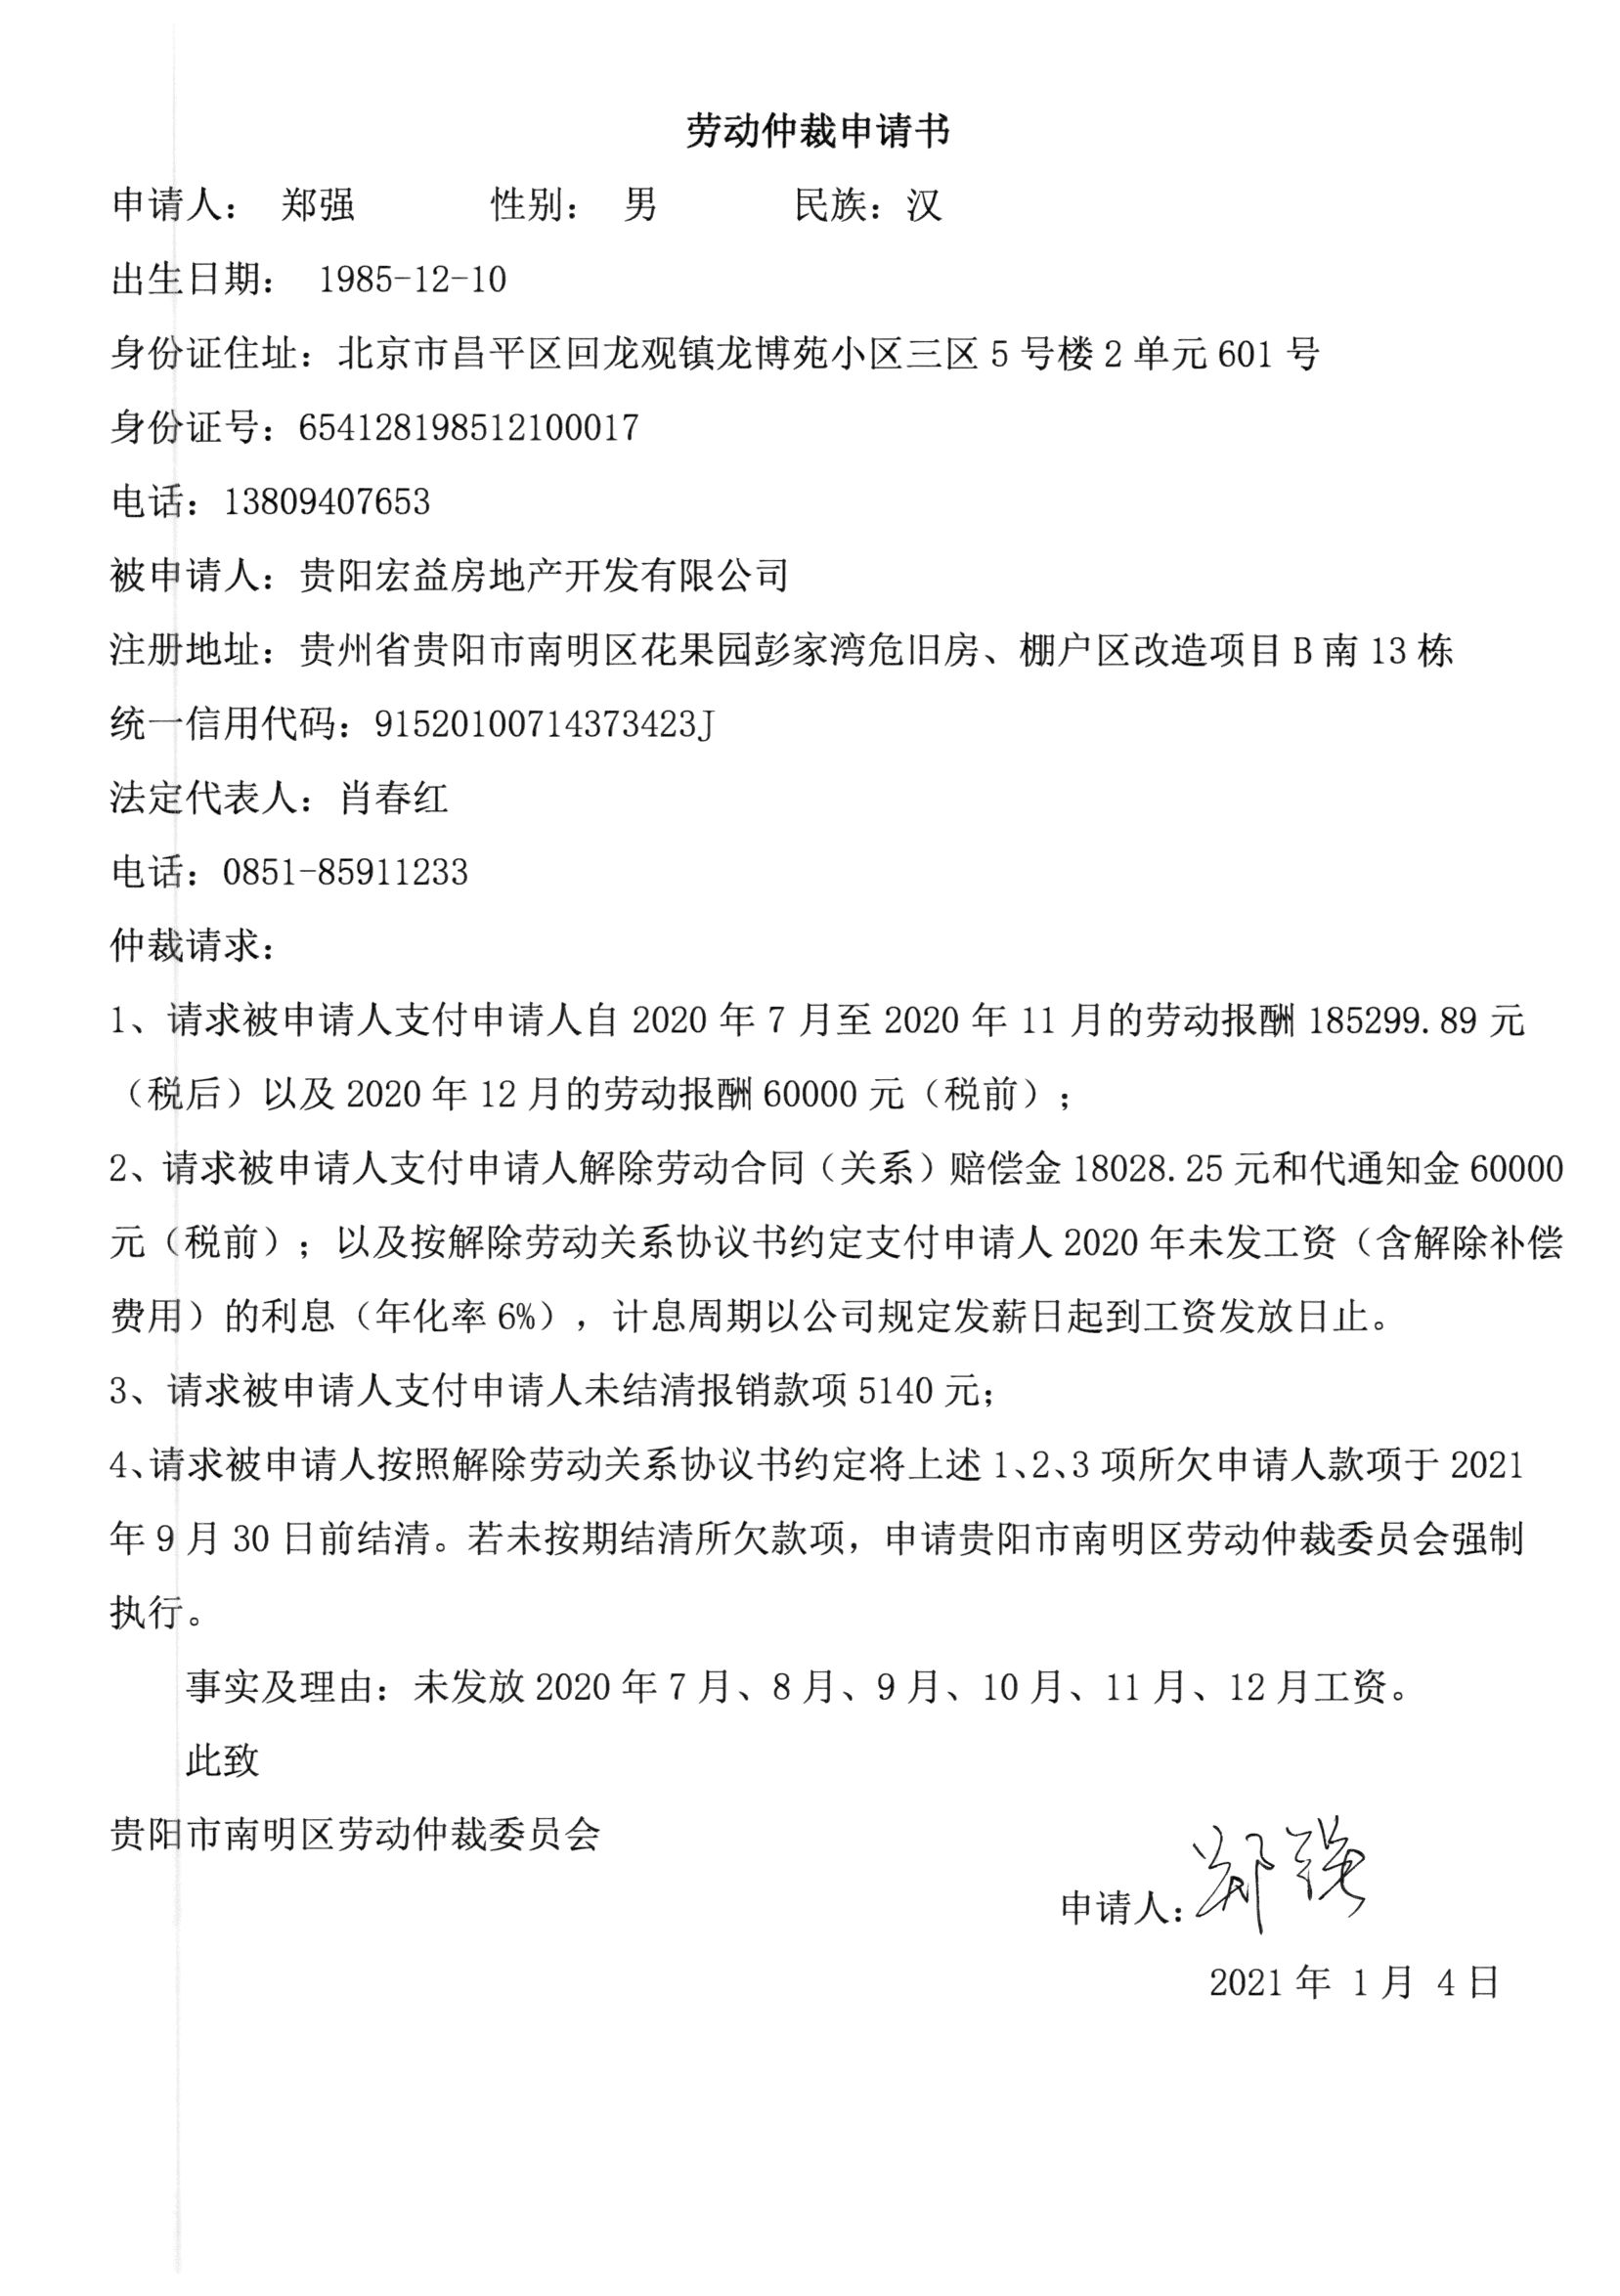 劳动仲裁申请书
申请人： 郑强 性别： 男 民族：汉
出生日期： 1985-12-10
身份证住址：北京市昌平区回龙观镇龙博苑小区三区 5 号楼 2 单元 601 号
身份证号：654128198512100017
电话：13809407653
被申请人：贵阳宏益房地产开发有限公司
注册地址：贵州省贵阳市南明区花果园彭家湾危旧房、棚户区改造项目 B 南 13 栋
统一信用代码：91520100714373423J
法定代表人：肖春红
电话：0851-85911233
仲裁请求：
1、请求被申请人支付申请人自 2020 年 7 月至 2020 年 11 月的劳动报酬 185299.89 元
（税后）以及 2020 年 12 月的劳动报酬 60000 元（税前）；
2、请求被申请人支付申请人解除劳动合同（关系）赔偿金 18028.25 元和代通知金 60000
元（税前）；以及按解除劳动关系协议书约定支付申请人 2020 年未发工资（含解除补偿
费用）的利息（年化率 6%），计息周期以公司规定发薪日起到工资发放日止。
3、请求被申请人支付申请人未结清报销款项 5140 元；
4、请求被申请人按照解除劳动关系协议书约定将上述 1、2、3 项所欠申请人款项于 2021
年 9 月 30 日前结清。若未按期结清所欠款项，申请贵阳市南明区劳动仲裁委员会强制
执行。
事实及理由：未发放 2020 年 7 月、8 月、9 月、10 月、11 月、12 月工资。
此致
贵阳市南明区劳动仲裁委员会
申请人：郑强
2021 年 1 月 4 日